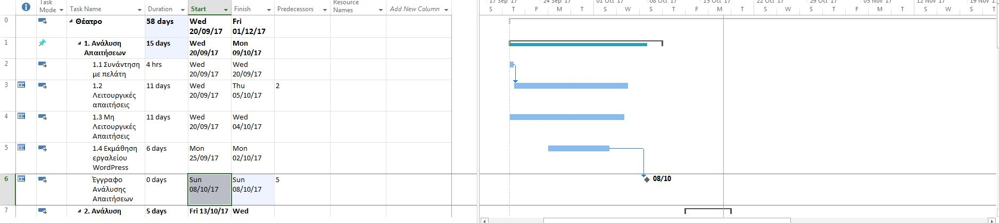 17 Sep '17 24 Sep '17 01 Oct '17 08 Oct '17 15 Oct '17 22 Oct '17 29 Oct '17 05 Nov '17 12 Nov '17 19 Nov '1
Task Mode Task Name Duration Start Finish Predecessors Resource Names Add New Column
S T F M T S W S T F M T S W S T F M
0 Θέατρο 58 days Wed 20/09/17 Fri 01/12/17
1 1. Ανάλυση Απαιτήσεων 15 days Wed 20/09/17 Mon 09/10/17
2 1.1 Συνάντηση με πελάτη 4 hrs Wed 20/09/17 Wed 20/09/17
3 1.2 Λειτουργικές απαιτήσεις 11 days Wed 20/09/17 Thu 05/10/17 2
4 1.3 Μη Λειτουργικές Απαιτήσεις 11 days Wed 20/09/17 Wed 04/10/17
5 1.4 Εκμάθηση εργαλείου WordPress 6 days Mon 25/09/17 Mon 02/10/17
6 Έγγραφο Ανάλυσης Απαιτήσεων 0 days Sun 08/10/17 Sun 08/10/17 5
08/10
7 2. Ανάλυση 5 days Fri 13/10/17 Wed